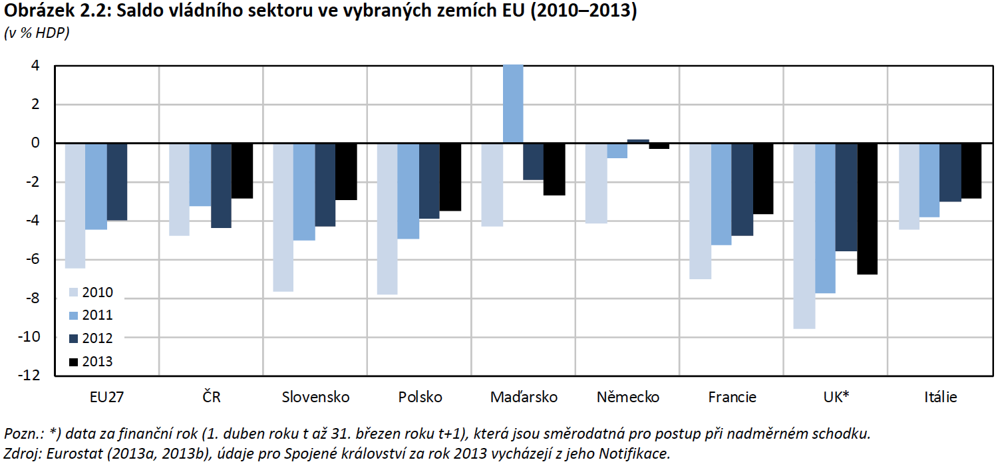 Obrázek 2.2: Saldo vládního sektoru ve vybraných zemích EU (2010–2013)
(v % HDP)
4
2
0
-2
-4
-6
-8
-10
-12
2010
2011
2012
2013
EU27 ČR Slovensko Polsko Maďarsko Německo Francie UK* Itálie
Pozn.: *) data za finanční rok (1. duben roku t až 31. březen roku t+1), která jsou směrodatná pro postup při nadměrném schodku.
Zdroj: Eurostat (2013a, 2013b), údaje pro Spojené království za rok 2013 vycházejí z jeho Notifikace.